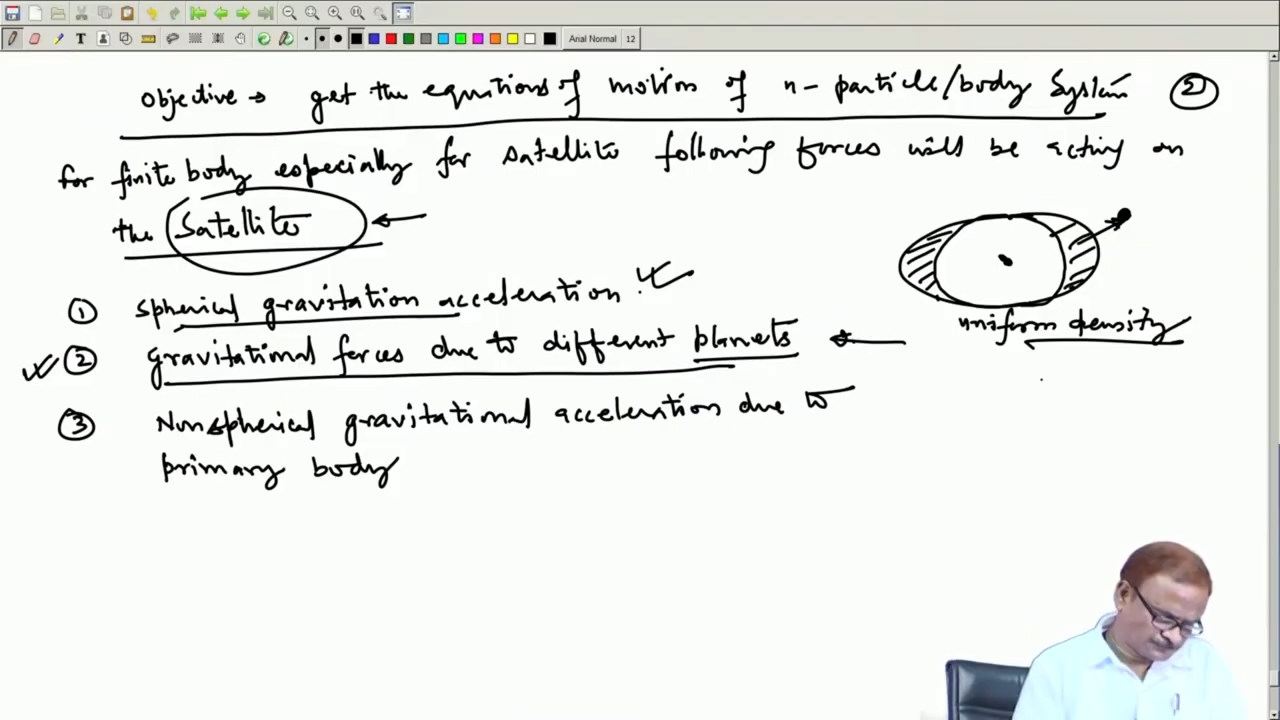 Arial Normal 12
Objective → get the equations of motion of n-particle/body System ②
for finite body especially for satellite following forces will be acting on
the Satellite ←
① spherical gravitation acceleration.
② gravitational forces due to different planets ←
uniform density
③ Non spherical gravitational acceleration due to
primary body